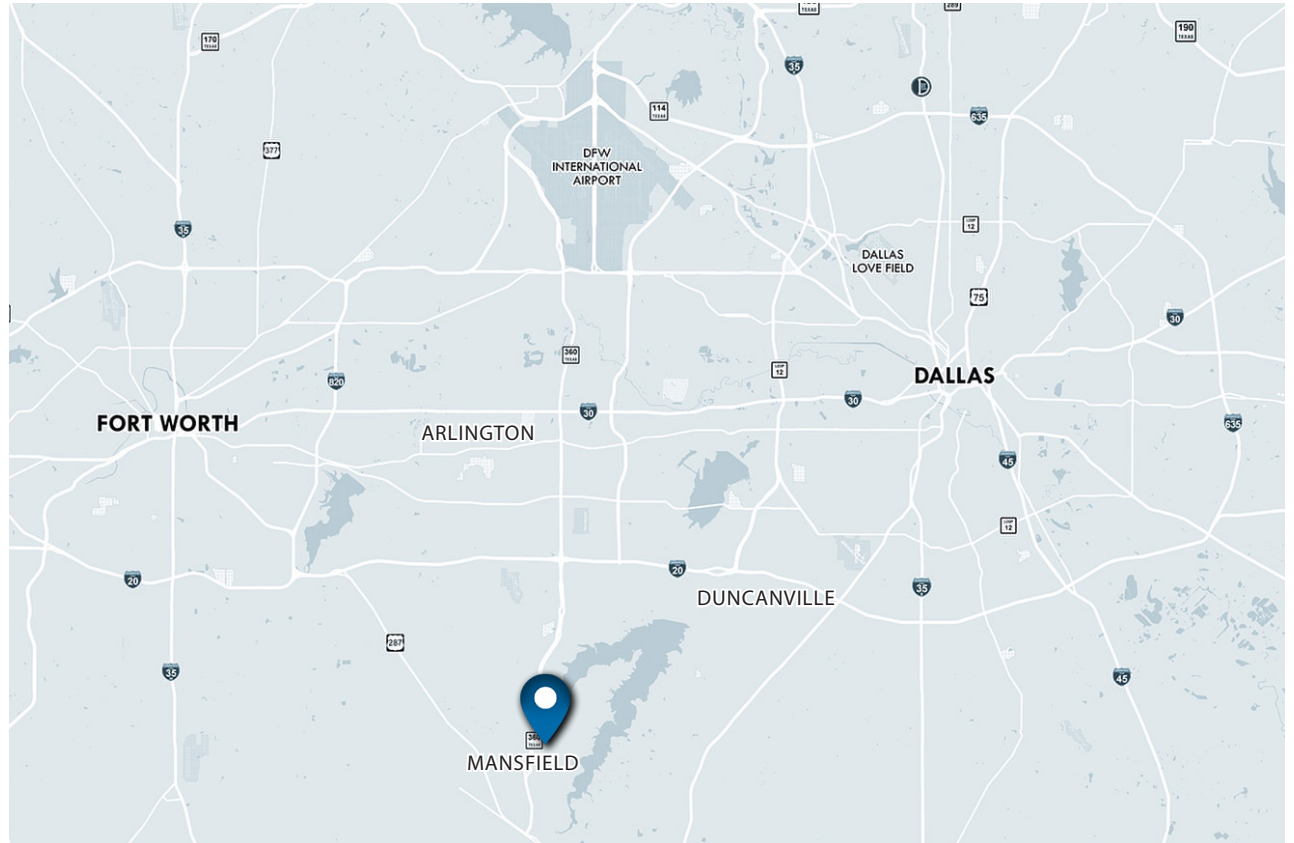 289
170
TEXAS
190
TEXAS
35
D
114
TEXAS
635
377
DFW
INTERNATIONAL
AIRPORT
LOOP
12
35
DALLAS
LOVE FIELD
75
30
360
TEXAS
LOOP
12
820
DALLAS
30
30
FORT WORTH
635
ARLINGTON
45
LOOP
12
20
20
35
DUNCANVILLE
287
35
45
360
TEXAS
MANSFIELD